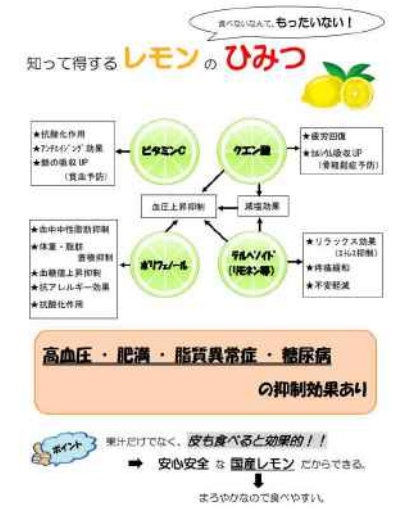 食べないなんて、もったいない！
知って得する レモン の ひみつ
★抗酸化作用
★ｱﾝﾁｴｲｼﾞﾝｸﾞ効果
★鉄の吸収UP
(貧血予防)
ビタミンC
クエン酸
★疲労回復
★ｶﾙｼｳﾑ吸収UP
(骨粗鬆症予防)
血圧上昇抑制
減塩効果
★血中中性脂肪抑制
★体重・脂肪
蓄積抑制
★血糖値上昇抑制
★抗アレルギー効果
★抗酸化作用
ポリフェノール
テルペノイド
(リモネン等)
★リラックス効果
(ｽﾄﾚｽ抑制)
★疼痛緩和
★不安軽減
高血圧 ・ 肥満 ・ 脂質異常症 ・ 糖尿病
の抑制効果あり
ポイント
果汁だけでなく、皮も食べると効果的！！
➡ 安心安全 な 国産レモン だからできる。
まろやかなので食べやすい。